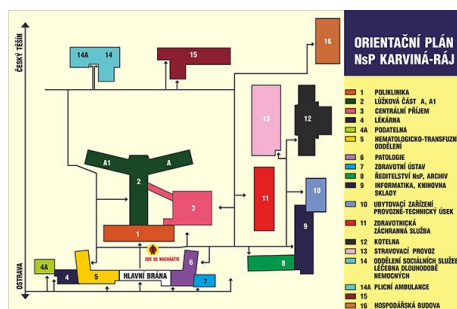 ČESKÝ TĚŠÍN
OSTRAVA
14A
14
15
16
13
12
A1
A
2
3
11
10
1
ZDE SE NACHÁZÍTE
9
4A
4
5
HLAVNÍ BRÁNA
6
7
8
ORIENTAČNÍ PLÁN
NsP KARVINÁ-RÁJ
1 POLIKLINIKA
2 LŮŽKOVÁ ČÁST A, A1
3 CENTRÁLNÍ PŘÍJEM
4 LÉKÁRNA
4A PODATELNA
5 HEMATOLOGICKO-TRANSFUZNÍ
ODDĚLENÍ
6 PATOLOGIE
7 ZDRAVOTNÍ ÚSTAV
8 ŘEDITELSTVÍ NsP, ARCHIV
9 INFORMATIKA, KNIHOVNA
SKLADY
10 UBYTOVACÍ ZAŘÍZENÍ
PROVOZNĚ-TECHNICKÝ ÚSEK
11 ZDRAVOTNICKÁ
ZÁCHRANNÁ SLUŽBA
12 KOTELNA
13 STRAVOVACÍ PROVOZ
14 ODDĚLENÍ SOCIÁLNÍCH SLUŽEB
LÉČEBNA DLOUHODOBĚ
NEMOCNÝCH
14A PLICNÍ AMBULANCE
15
16 HOSPODÁŘSKÁ BUDOVA